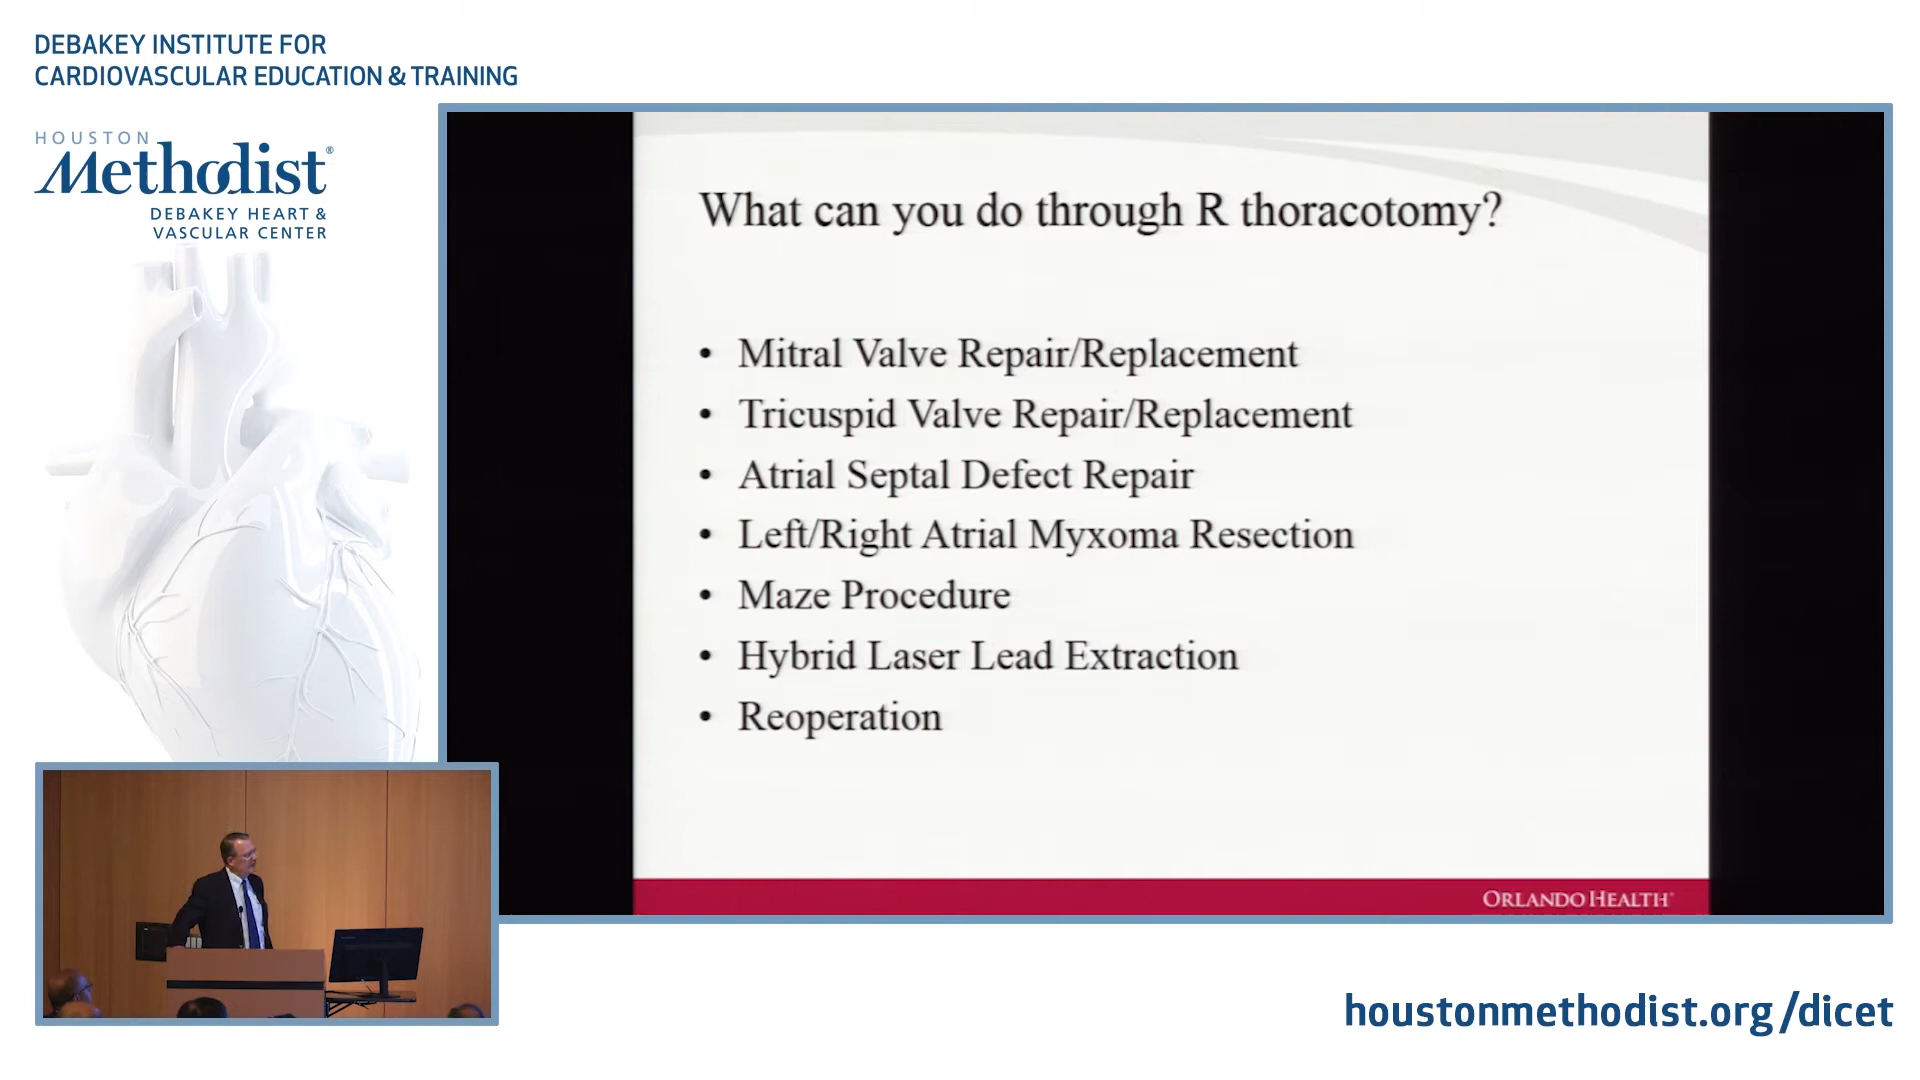 DEBAKEY INSTITUTE FOR
CARDIOVASCULAR EDUCATION & TRAINING
HOUSTON
Methodist®
DEBAKEY HEART &
VASCULAR CENTER
What can you do through R thoracotomy?
• Mitral Valve Repair/Replacement
• Tricuspid Valve Repair/Replacement
• Atrial Septal Defect Repair
• Left/Right Atrial Myxoma Resection
• Maze Procedure
• Hybrid Laser Lead Extraction
• Reoperation
ORLANDO HEALTH®
houstonmethodist.org/dicet